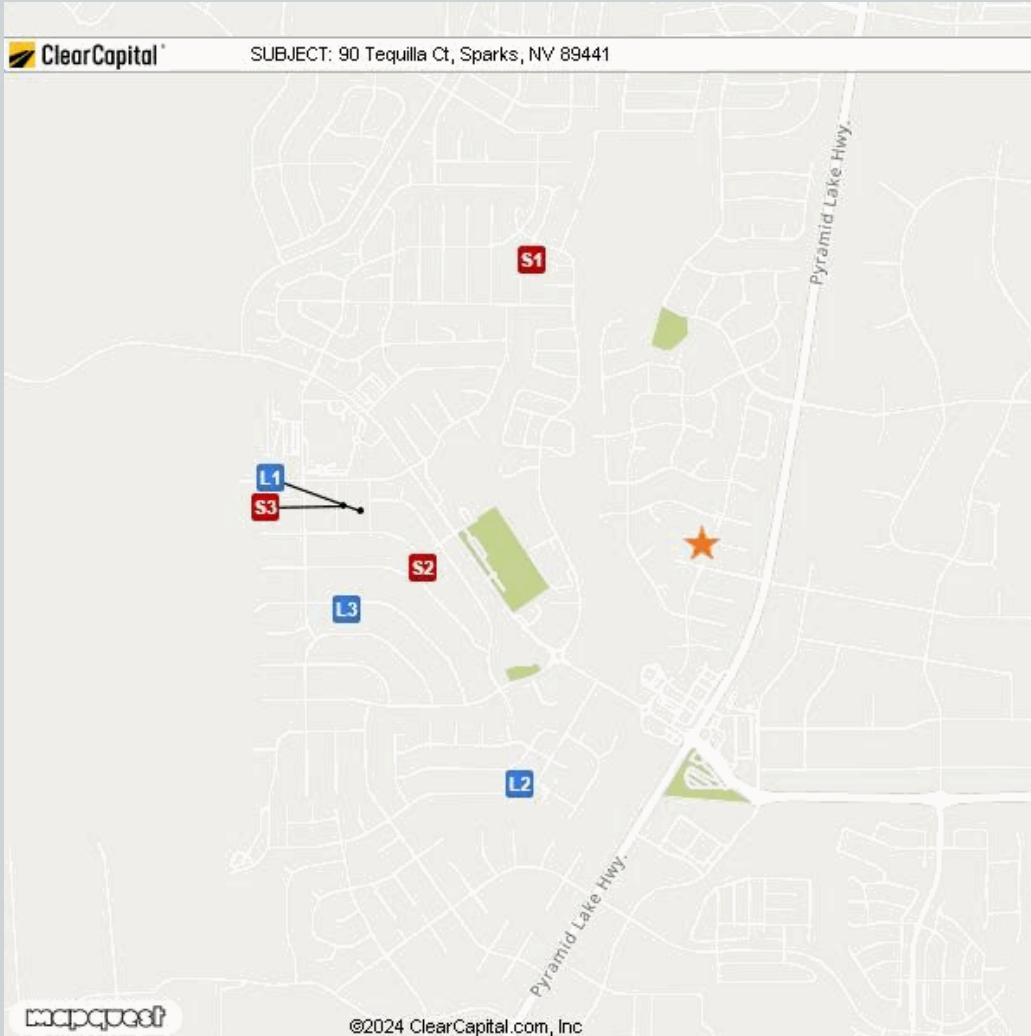 ClearCapital
SUBJECT: 90 Tequilla Ct, Sparks, NV 89441
Pyramid Lake Hwy.
S1
L1
S3
S2
L3
L2
Pyramid Lake Hwy.
mapquest
©2024 ClearCapital.com, Inc